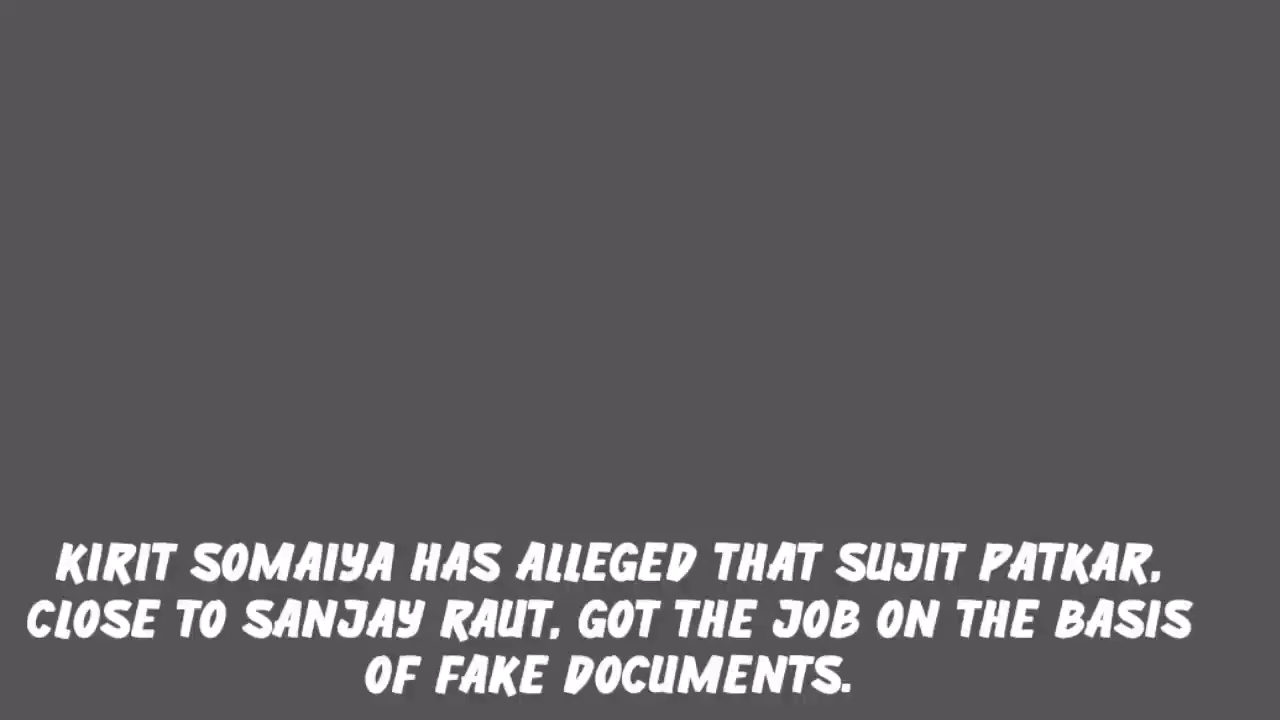 KIRIT SOMAIYA HAS ALLEGED THAT SUJIT PATKAR,
CLOSE TO SANJAY RAUT, GOT THE JOB ON THE BASIS
OF FAKE DOCUMENTS.